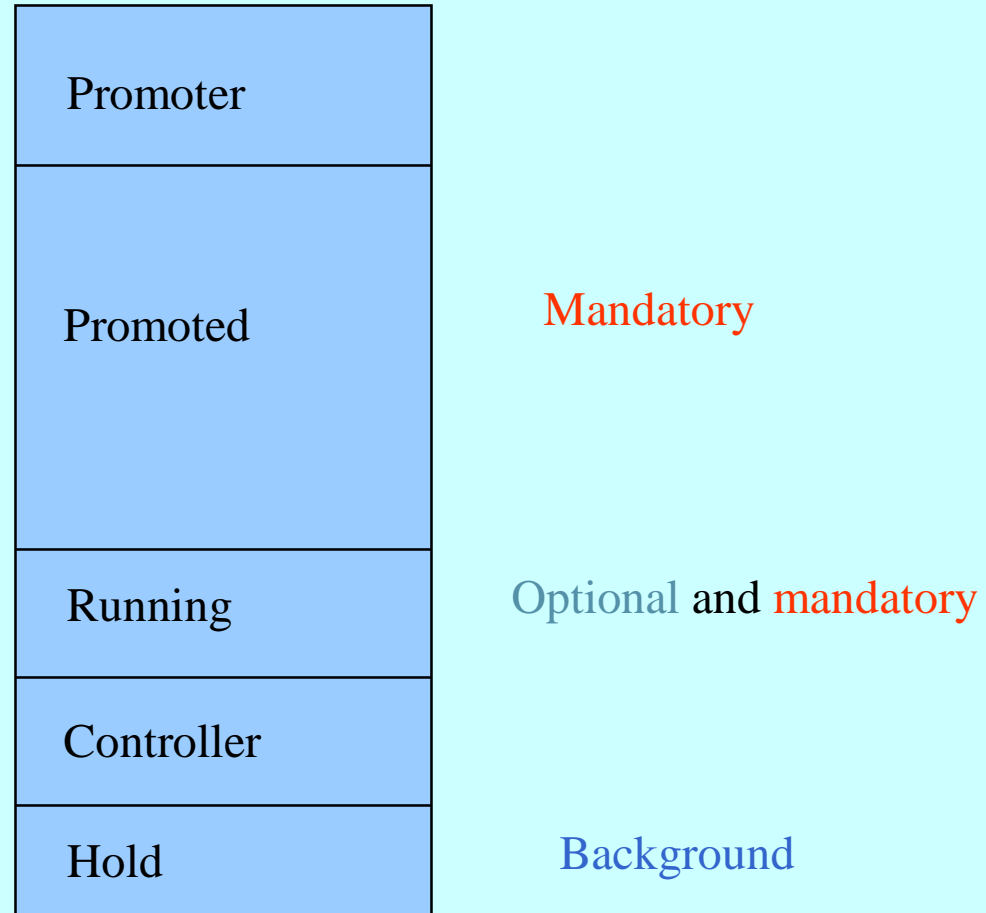 Promoter
Promoted
Mandatory
Running
Optional and mandatory
Controller
Hold
Background